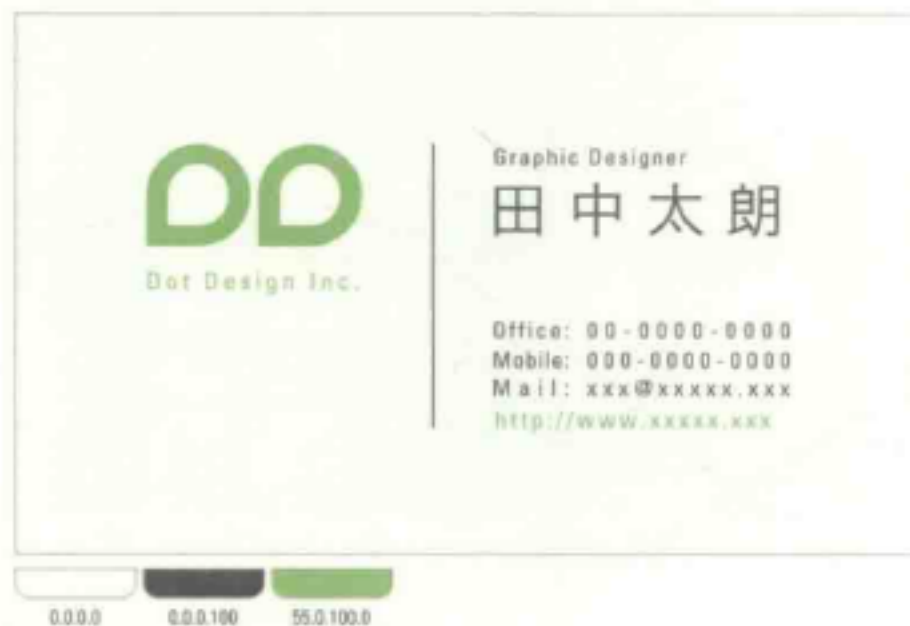 Dot Design Inc.
Graphic Designer
田中太朗
Office: 00-0000-0000
Mobile: 000-0000-0000
Mail: xxx@xxxxx.xxx
http://www.xxxxx.xxx
0.0.0.0
0.0.0.100
55.0.100.0